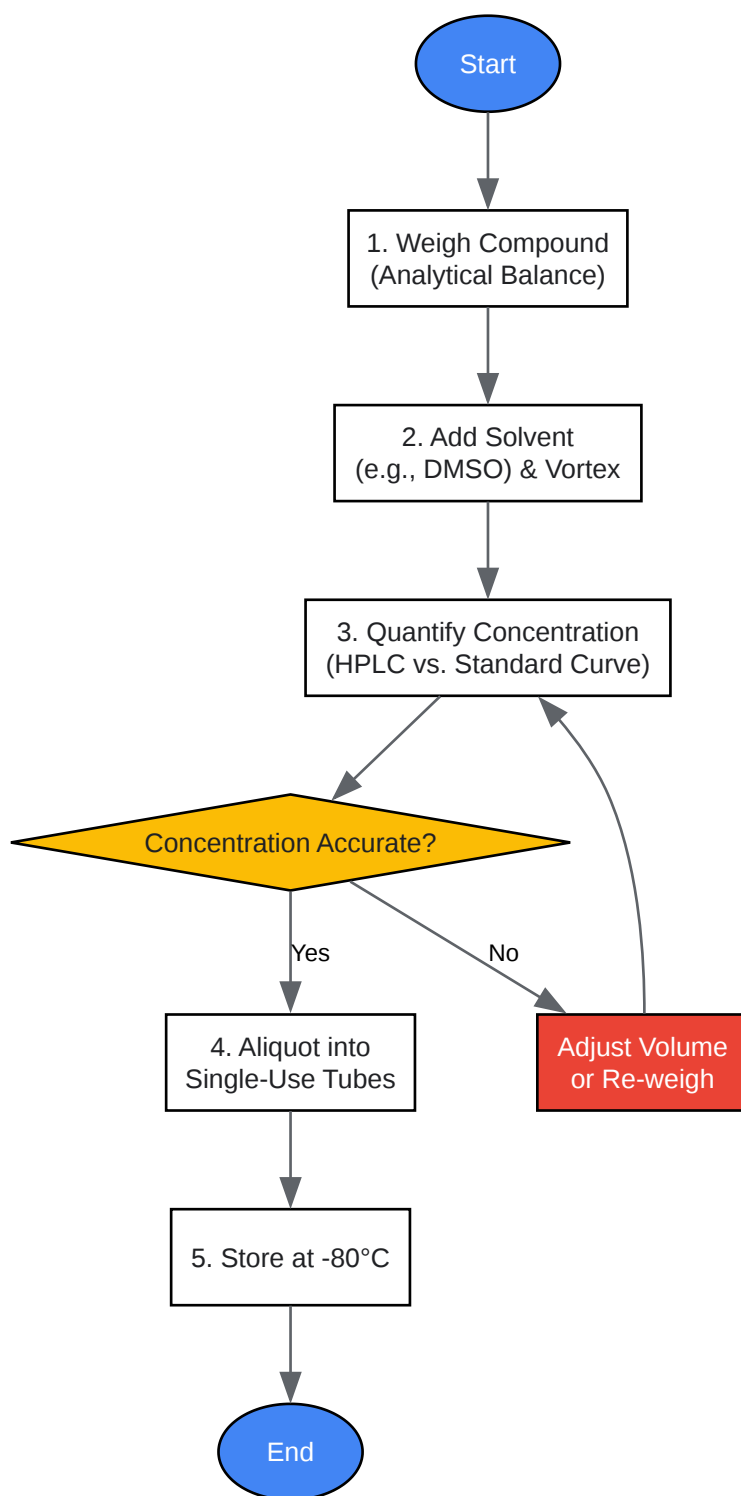 Start
1. Weigh Compound
(Analytical Balance)
2. Add Solvent
(e.g., DMSO) & Vortex
3. Quantify Concentration
(HPLC vs. Standard Curve)
Concentration Accurate?
Yes
No
4. Aliquot into
Single-Use Tubes
Adjust Volume
or Re-weigh
5. Store at -80°C
End